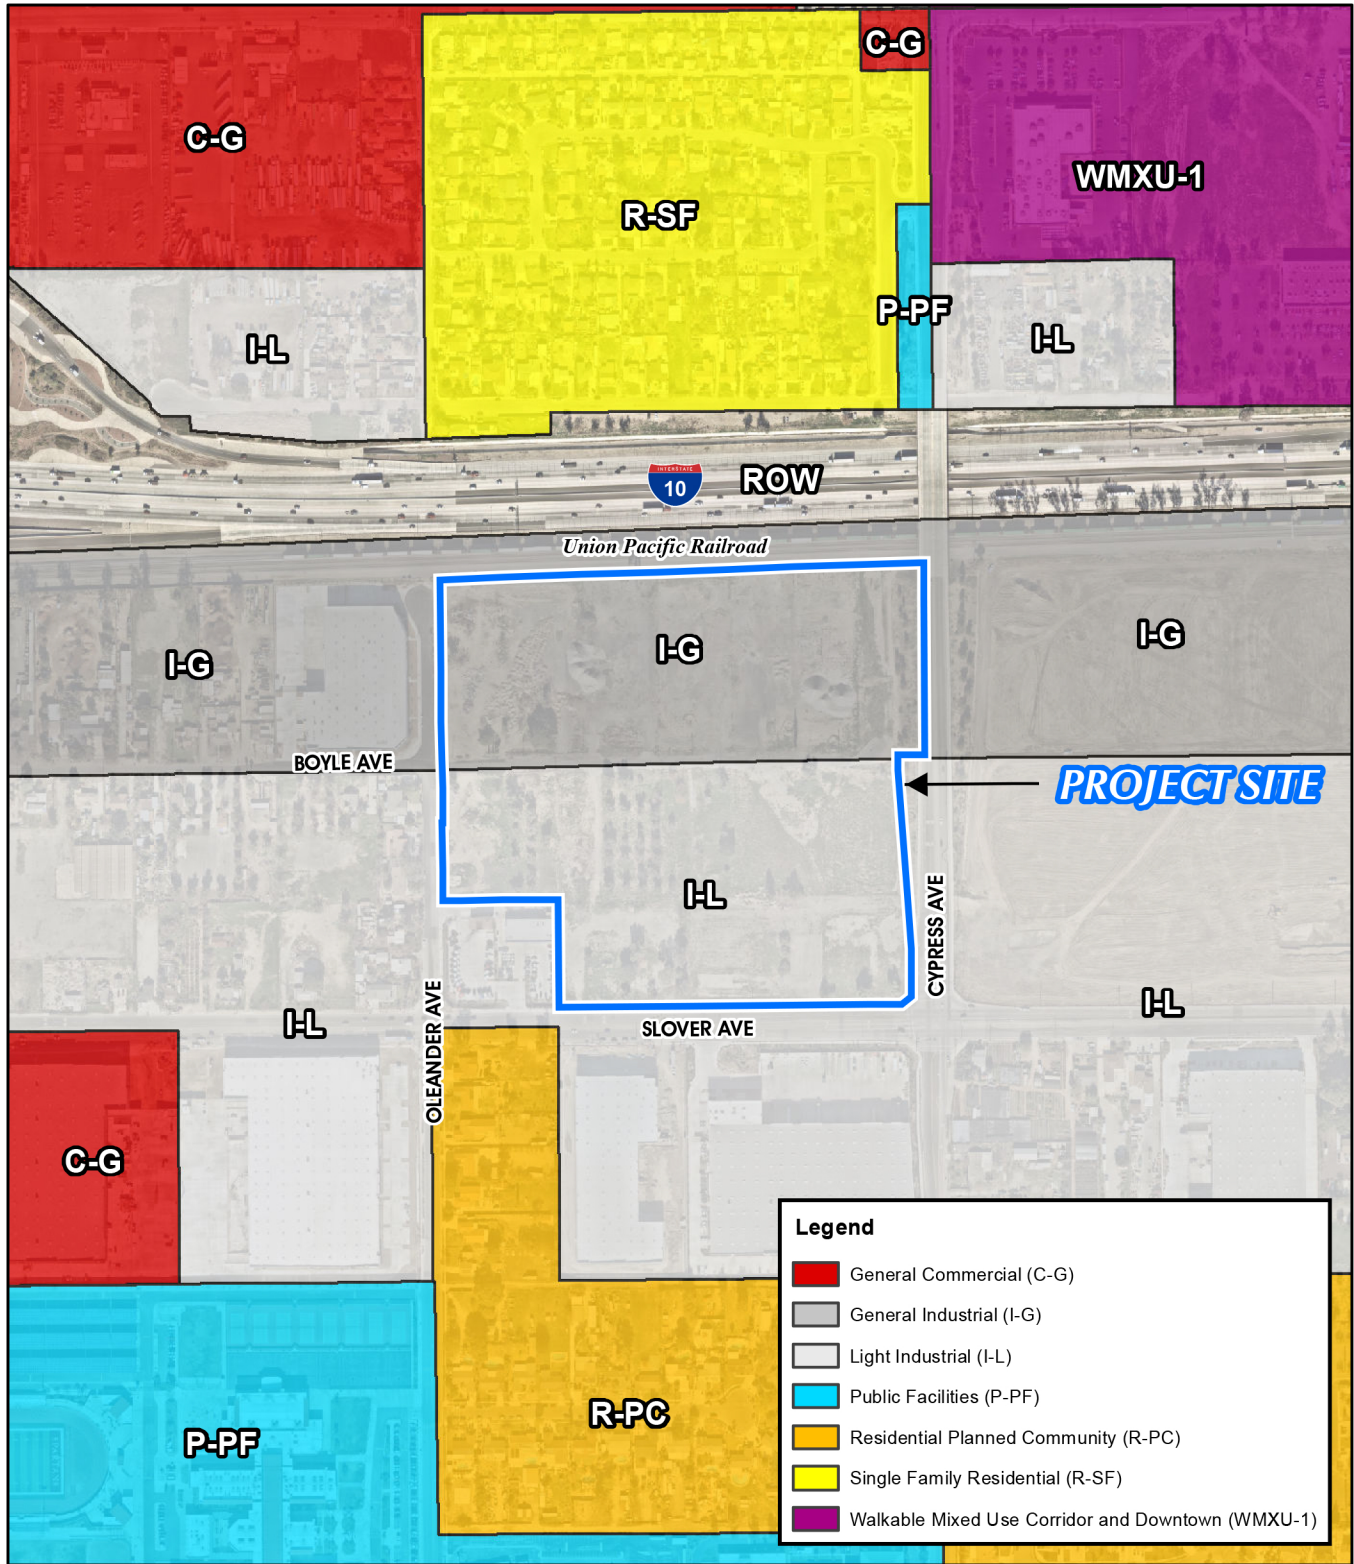 C-G
C-G
WMXU-1
R-SF
P-PF
I-L
I-L
INTERSTATE
10
ROW
Union Pacific Railroad
I-G
I-G
I-G
BOYLE AVE
PROJECT SITE
I-L
CYPRESS AVE
OLEANDER AVE
I-L
I-L
SLOVER AVE
C-G
R-PC
P-PF
Legend
General Commercial (C-G)
General Industrial (I-G)
Light Industrial (I-L)
Public Facilities (P-PF)
Residential Planned Community (R-PC)
Single Family Residential (R-SF)
Walkable Mixed Use Corridor and Downtown (WMXU-1)